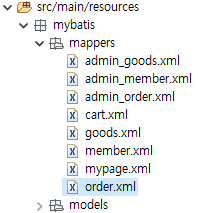 src/main/resources
mybatis
mappers
admin_goods.xml
admin_member.xml
admin_order.xml
cart.xml
goods.xml
member.xml
mypage.xml
order.xml
models